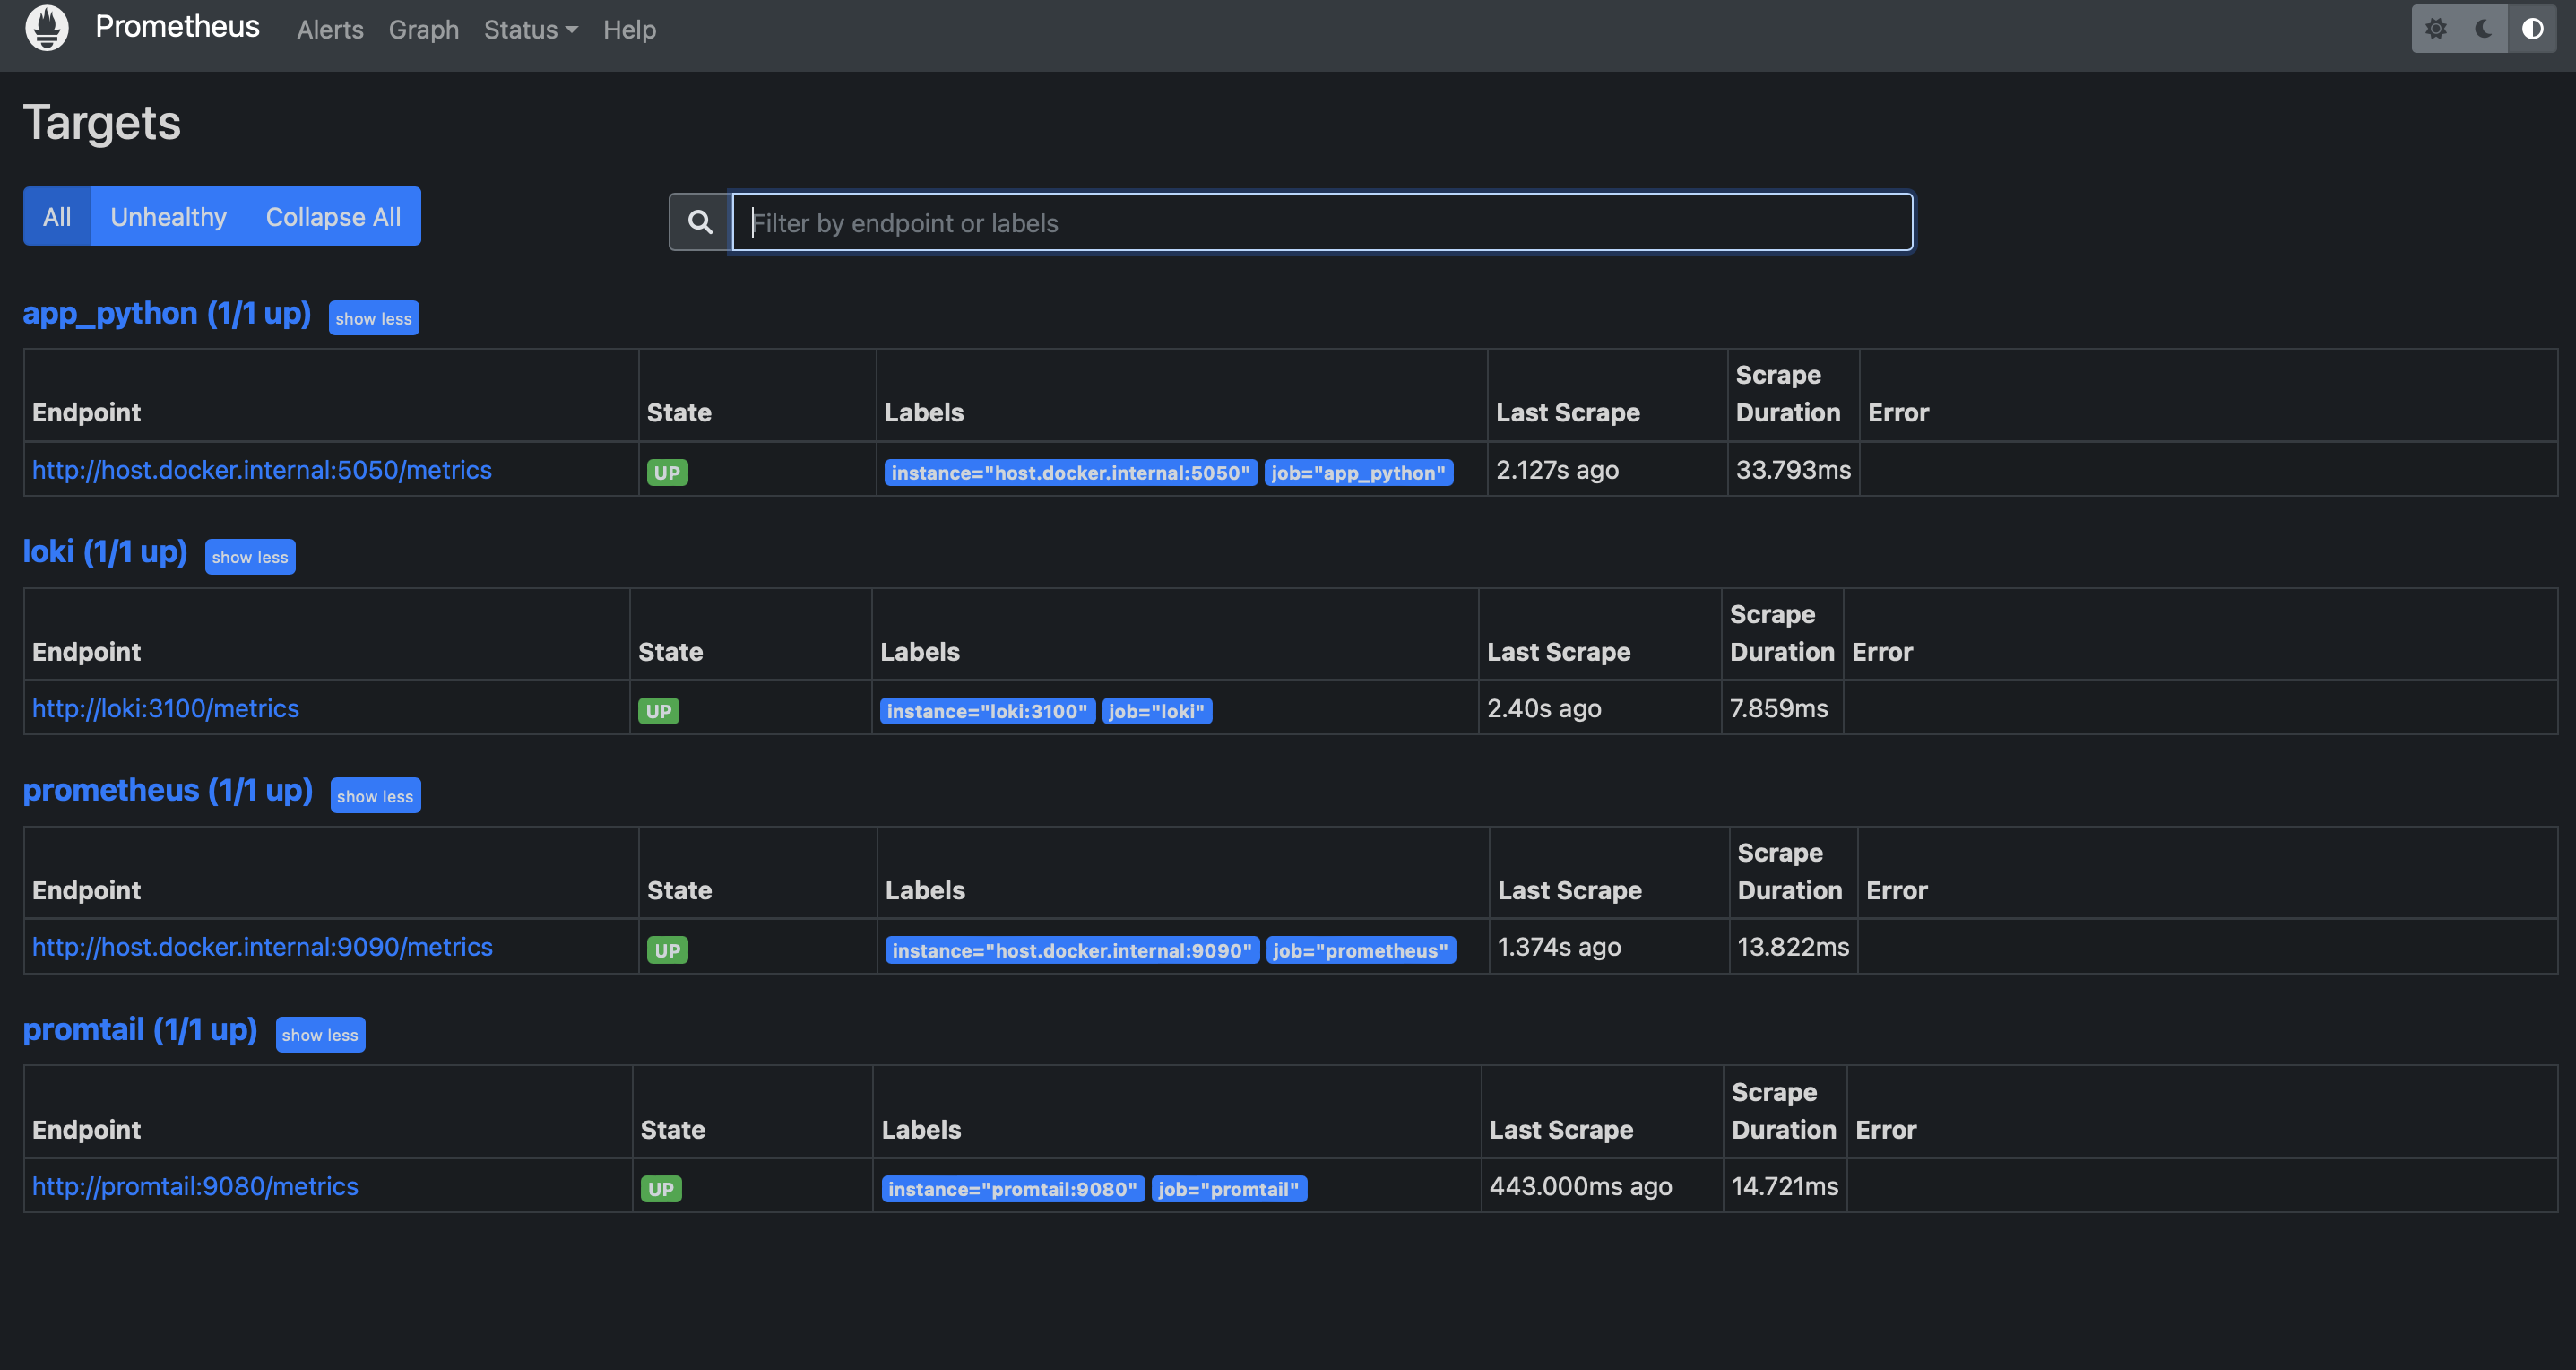 Prometheus Alerts Graph Status Help
Targets
All Unhealthy Collapse All
Filter by endpoint or labels
app_python (1/1 up) show less
Endpoint State Labels Last Scrape Scrape Duration Error
http://host.docker.internal:5050/metrics UP instance="host.docker.internal:5050" job="app_python" 2.127s ago 33.793ms
loki (1/1 up) show less
Endpoint State Labels Last Scrape Scrape Duration Error
http://loki:3100/metrics UP instance="loki:3100" job="loki" 2.40s ago 7.859ms
prometheus (1/1 up) show less
Endpoint State Labels Last Scrape Scrape Duration Error
http://host.docker.internal:9090/metrics UP instance="host.docker.internal:9090" job="prometheus" 1.374s ago 13.822ms
promtail (1/1 up) show less
Endpoint State Labels Last Scrape Scrape Duration Error
http://promtail:9080/metrics UP instance="promtail:9080" job="promtail" 443.000ms ago 14.721ms